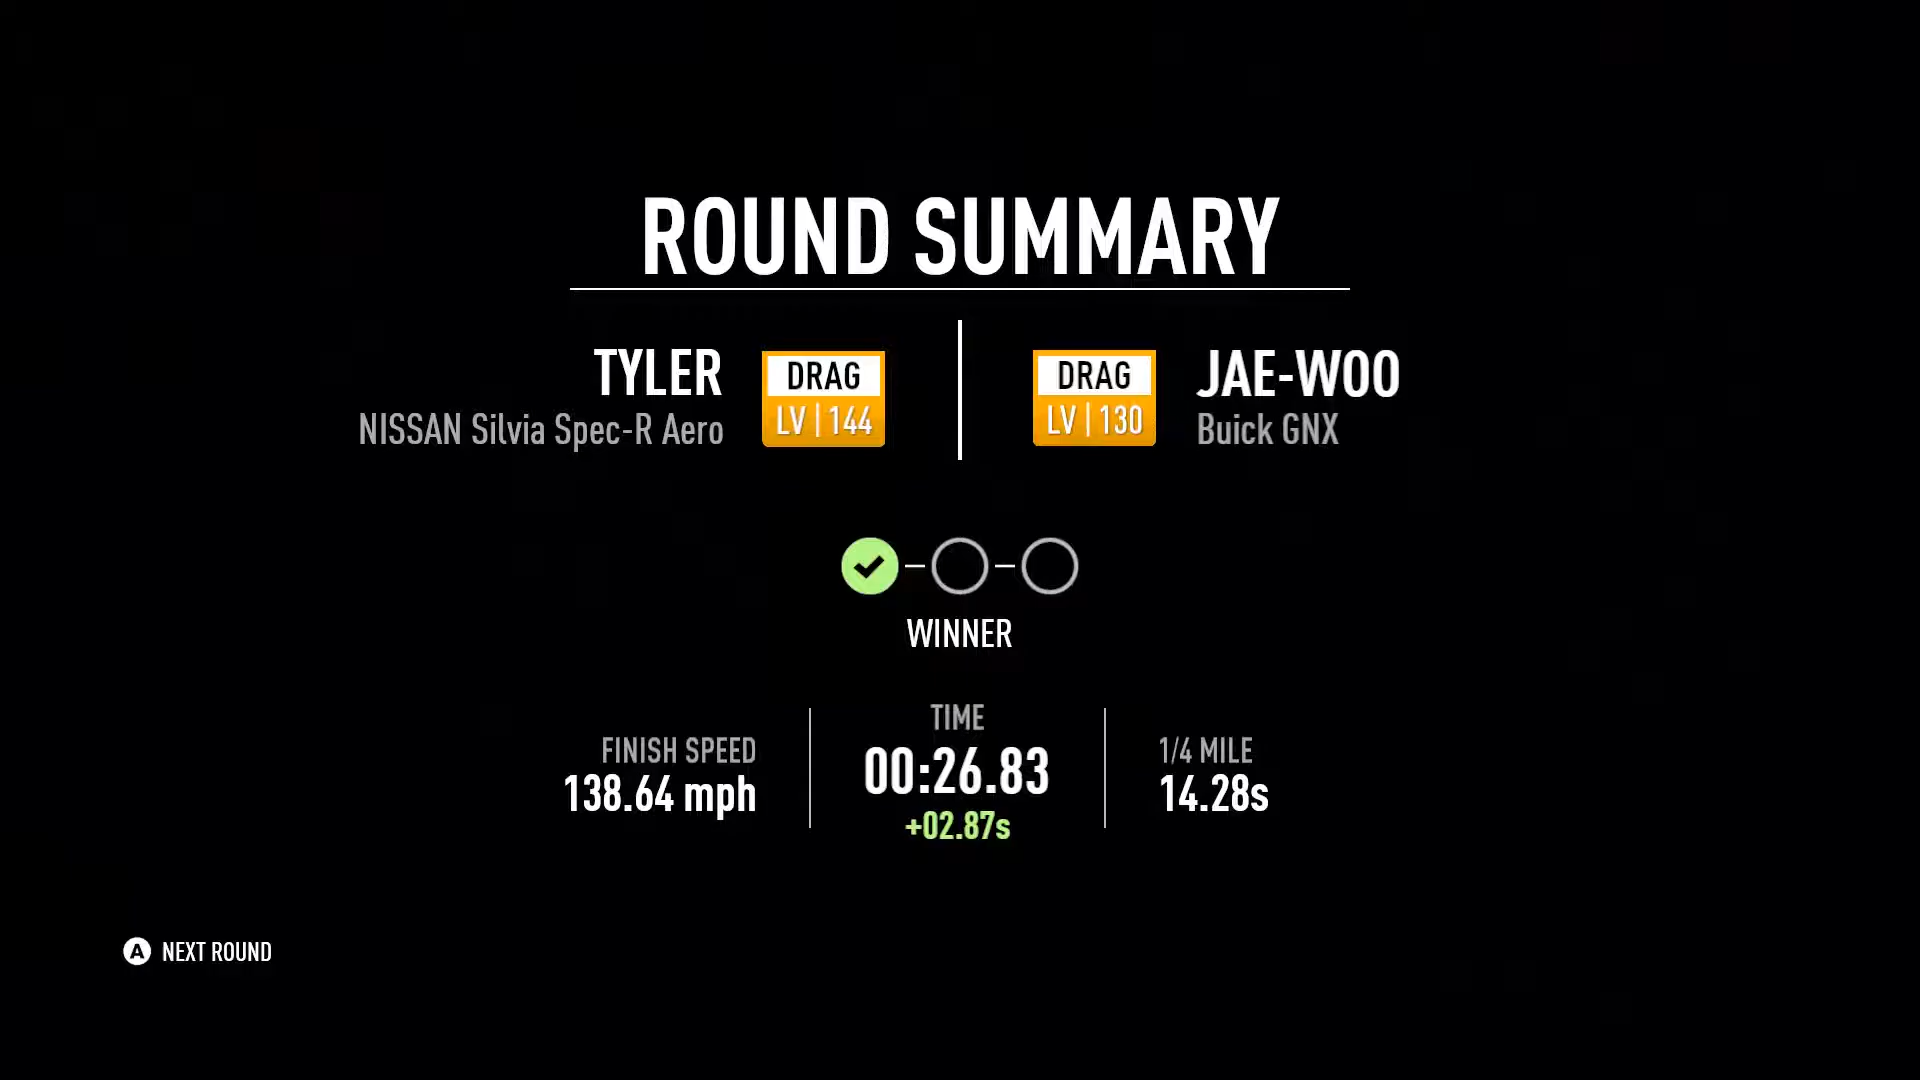 ROUND SUMMARY
TYLER
NISSAN Silvia Spec-R Aero
DRAG
LV | 144
DRAG
LV | 130
JAE-WOO
Buick GNX
WINNER
FINISH SPEED
138.64 mph
TIME
00:26.83
+02.87s
1/4 MILE
14.28s
A NEXT ROUND